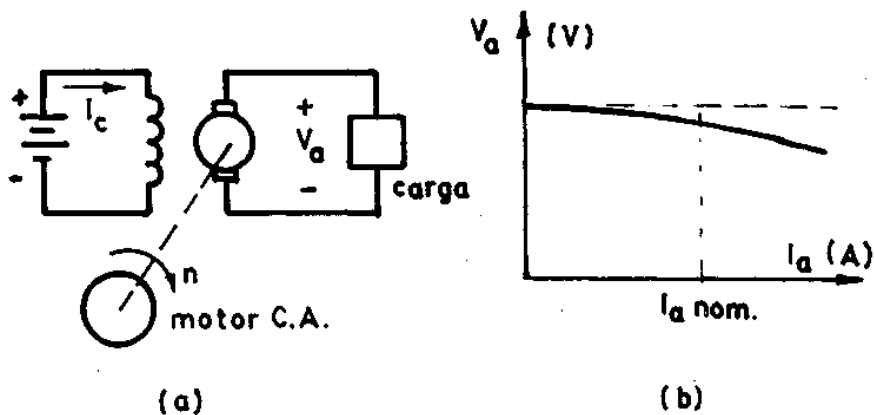 +
I_c
-
+
V_a
-
carga
n
motor C.A.
(a)
V_a (V)
I_a (A)
I_a nom.
(b)